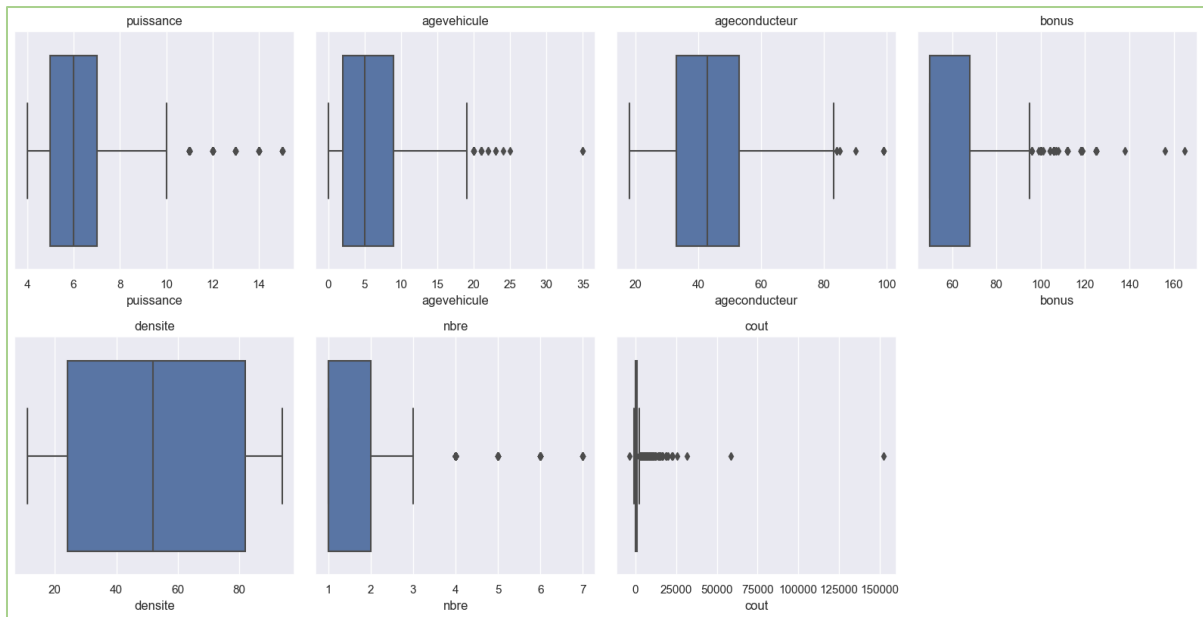 puissance agevehicule ageconducteur bonus
4 6 8 10 12 14 0 5 10 15 20 25 30 35 20 40 60 80 100 60 80 100 120 140 160
puissance agevehicule ageconducteur bonus
densite nbre cout
20 40 60 80 1 2 3 4 5 6 7 0 25000 50000 75000 100000 125000 150000
densite nbre cout